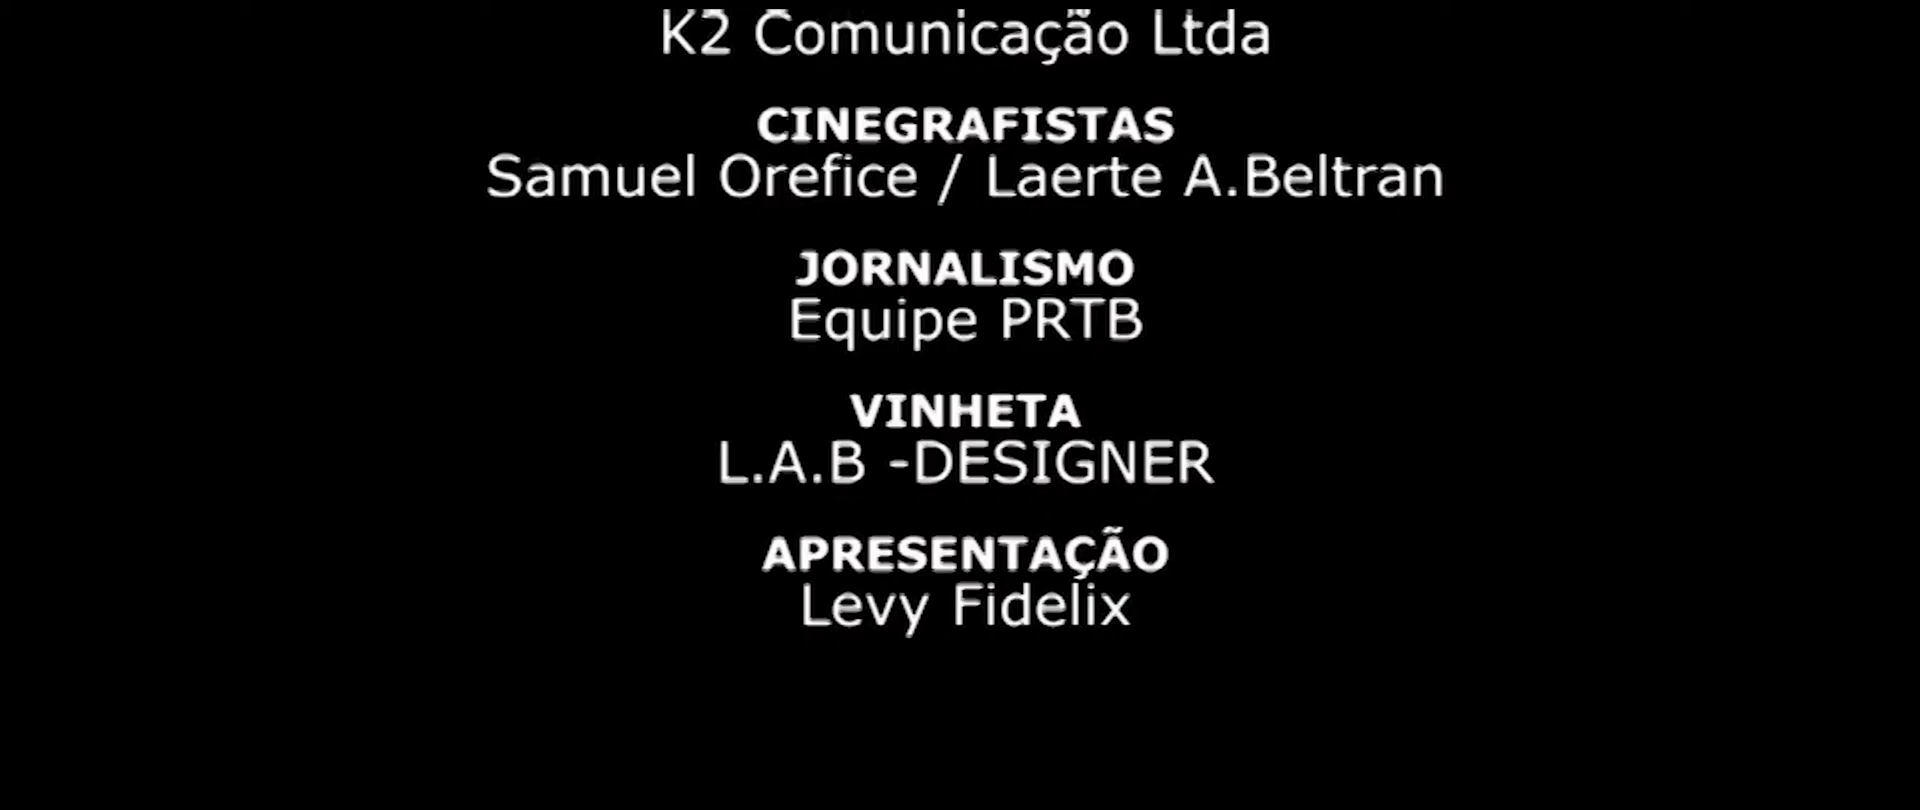 K2 Comunicação Ltda
CINEGRAFISTAS
Samuel Orefice / Laerte A.Beltran
JORNALISMO
Equipe PRTB
VINHETA
L.A.B -DESIGNER
APRESENTAÇÃO
Levy Fidelix